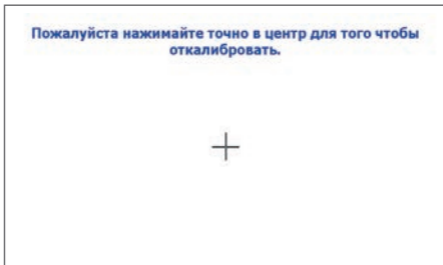 Пожалуйста нажимайте точно в центр для того чтобы
откалибровать.